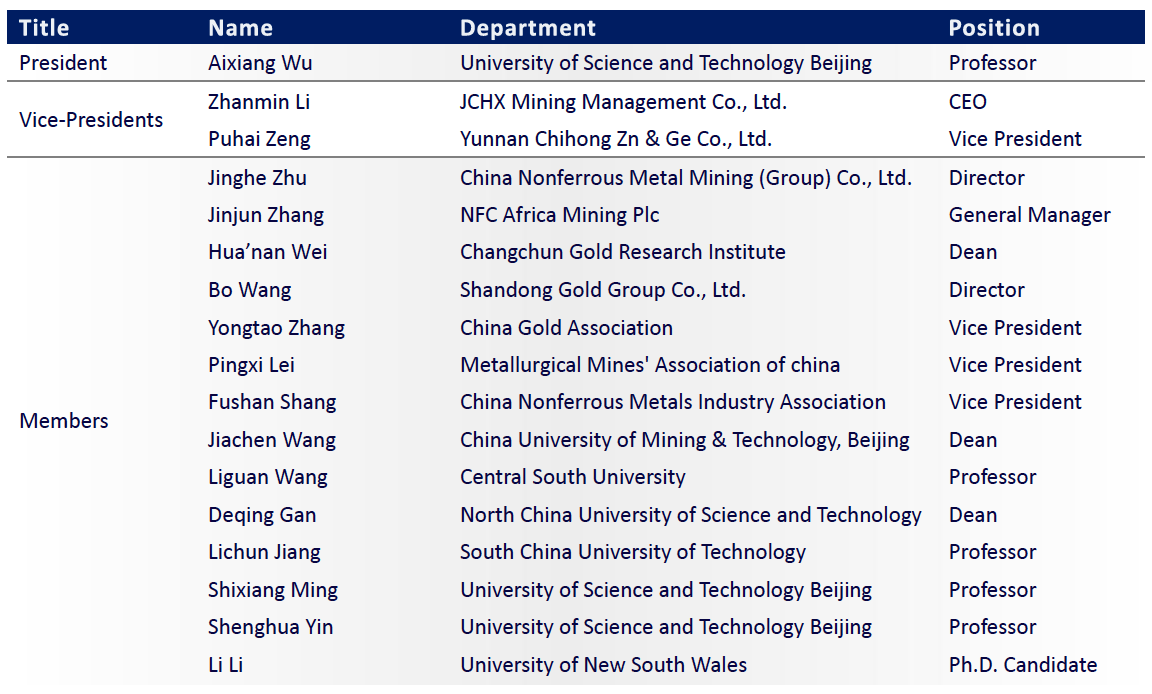 Title Name Department Position
President Aixiang Wu University of Science and Technology Beijing Professor
Zhanmin Li JCHX Mining Management Co., Ltd. CEO
Vice-Presidents
Puhai Zeng Yunnan Chihong Zn & Ge Co., Ltd. Vice President
Jinghe Zhu China Nonferrous Metal Mining (Group) Co., Ltd. Director
Jinjun Zhang NFC Africa Mining Plc General Manager
Hua’nan Wei Changchun Gold Research Institute Dean
Bo Wang Shandong Gold Group Co., Ltd. Director
Yongtao Zhang China Gold Association Vice President
Pingxi Lei Metallurgical Mines' Association of china Vice President
Fushan Shang China Nonferrous Metals Industry Association Vice President
Members
Jiachen Wang China University of Mining & Technology, Beijing Dean
Liguan Wang Central South University Professor
Deqing Gan North China University of Science and Technology Dean
Lichun Jiang South China University of Technology Professor
Shixiang Ming University of Science and Technology Beijing Professor
Shenghua Yin University of Science and Technology Beijing Professor
Li Li University of New South Wales Ph.D. Candidate